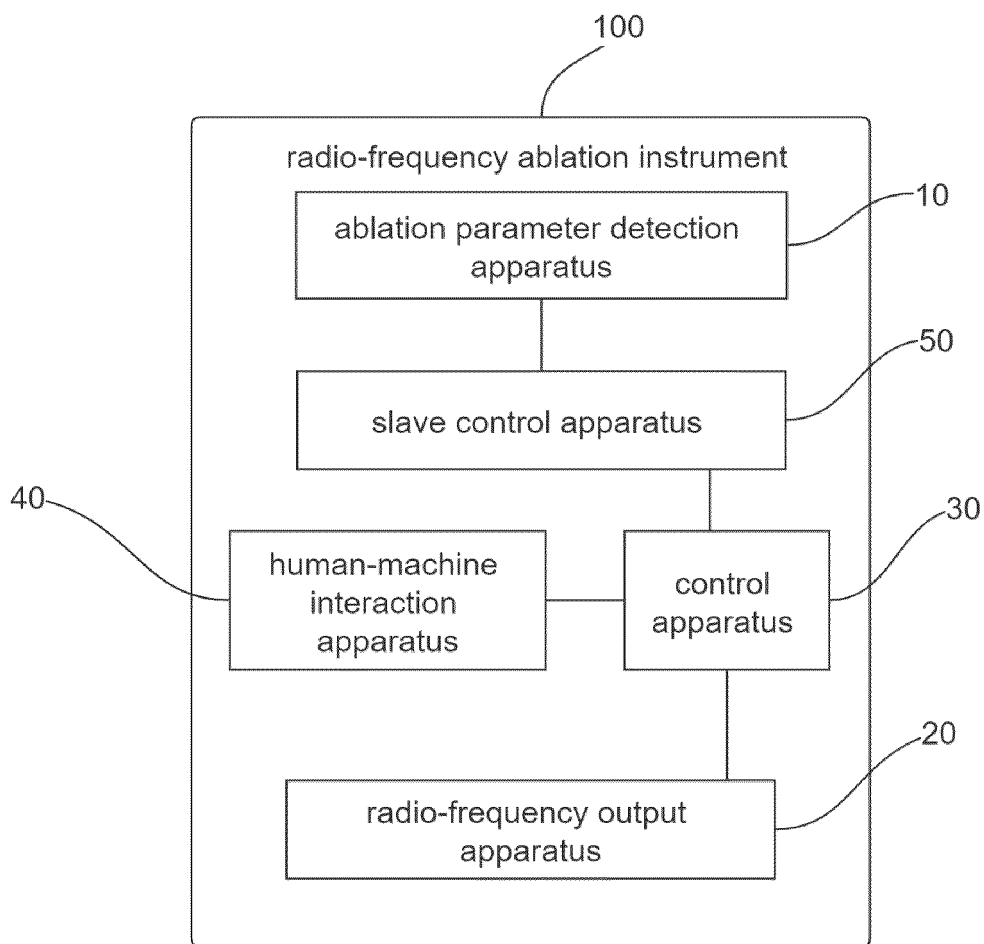 100
radio-frequency ablation instrument
10
ablation parameter detection
apparatus
50
slave control apparatus
40
30
human-machine
interaction
apparatus
control
apparatus
20
radio-frequency output
apparatus